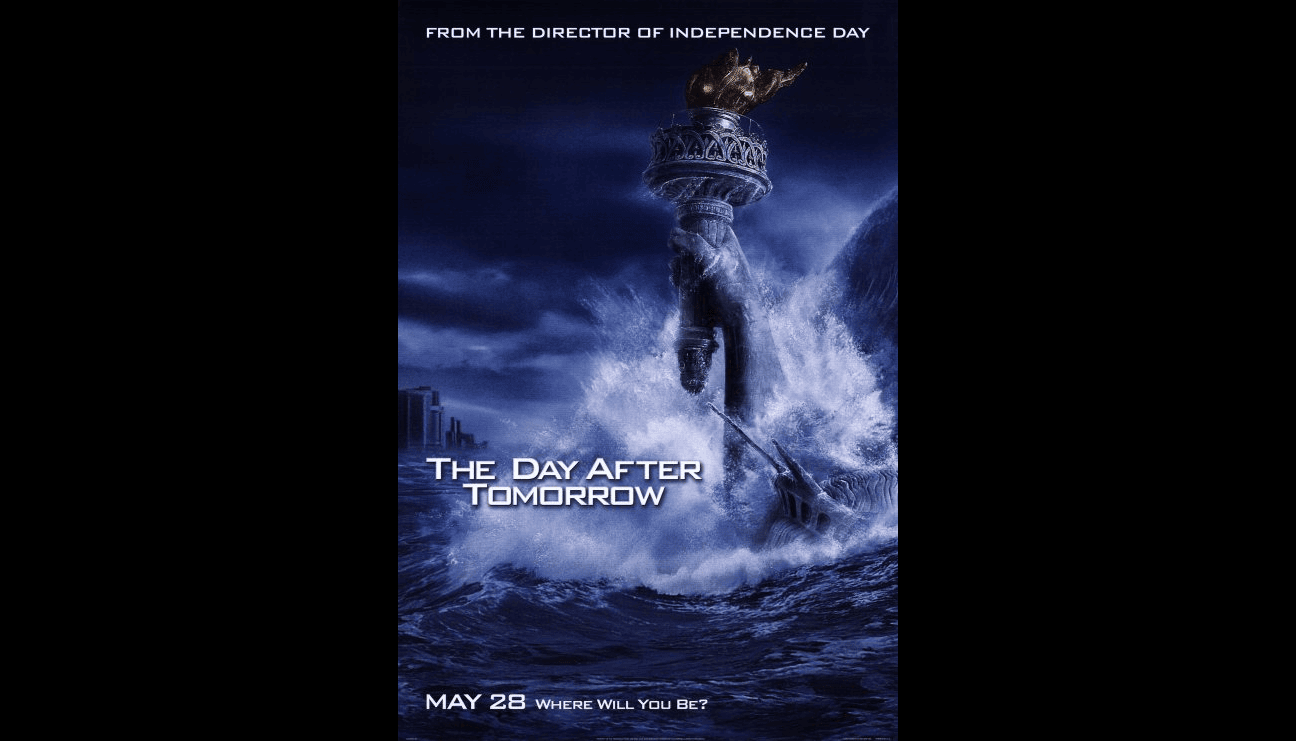 FROM THE DIRECTOR OF INDEPENDENCE DAY
THE DAY AFTER
TOMORROW
MAY 28 WHERE WILL YOU BE?